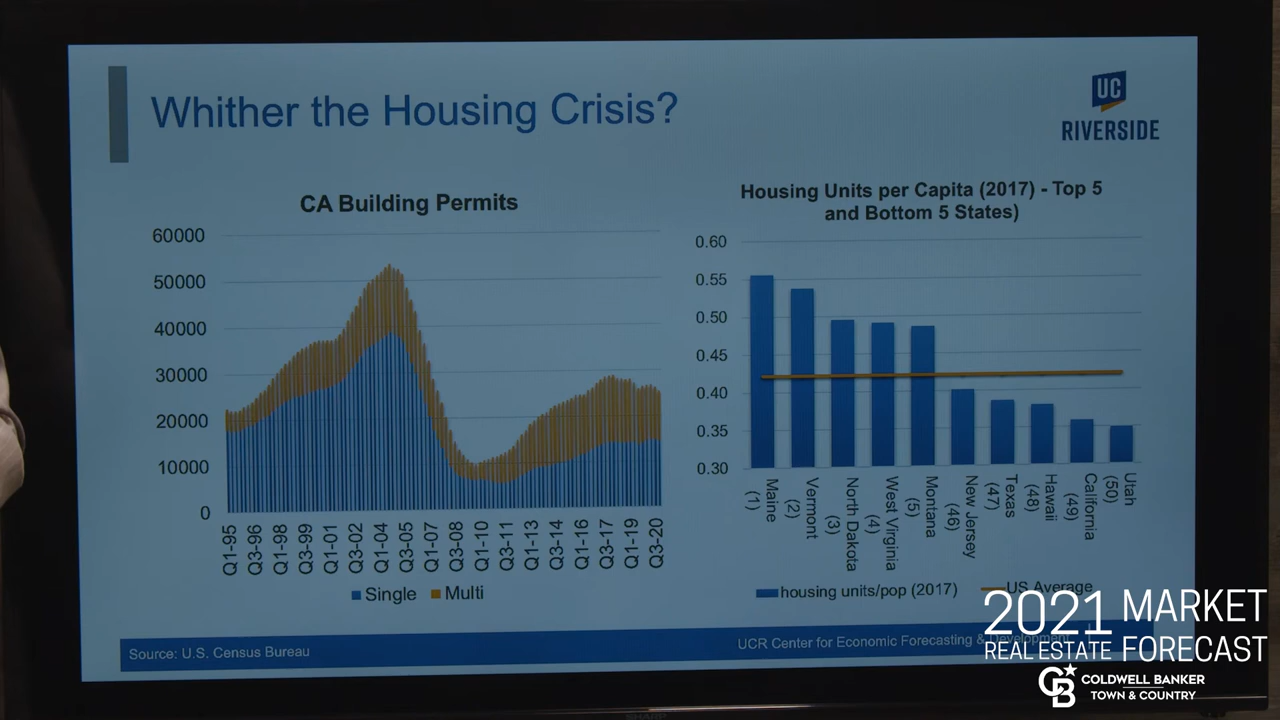 Whither the Housing Crisis?
UC
RIVERSIDE
CA Building Permits
60000
50000
40000
30000
20000
10000
0
Q1-95
Q3-96
Q1-98
Q3-99
Q1-01
Q3-02
Q1-04
Q3-05
Q1-07
Q3-08
Q1-10
Q3-11
Q1-13
Q3-14
Q1-16
Q3-17
Q1-19
Q3-20
Single Multi
Housing Units per Capita (2017) - Top 5
and Bottom 5 States)
0.60
0.55
0.50
0.45
0.40
0.35
0.30
Maine
(1)
Vermont
(2)
North Dakota
(3)
West Virginia
(4)
Montana
(5)
New Jersey
(46)
Texas
(47)
Hawaii
(48)
California
(49)
Utah
(50)
housing units/pop (2017) US Average
Source: U.S. Census Bureau
UCR Center for Economic Forecasting & Development
2021 MARKET
REAL ESTATE FORECAST
CB
COLDWELL BANKER
TOWN & COUNTRY
SHARP